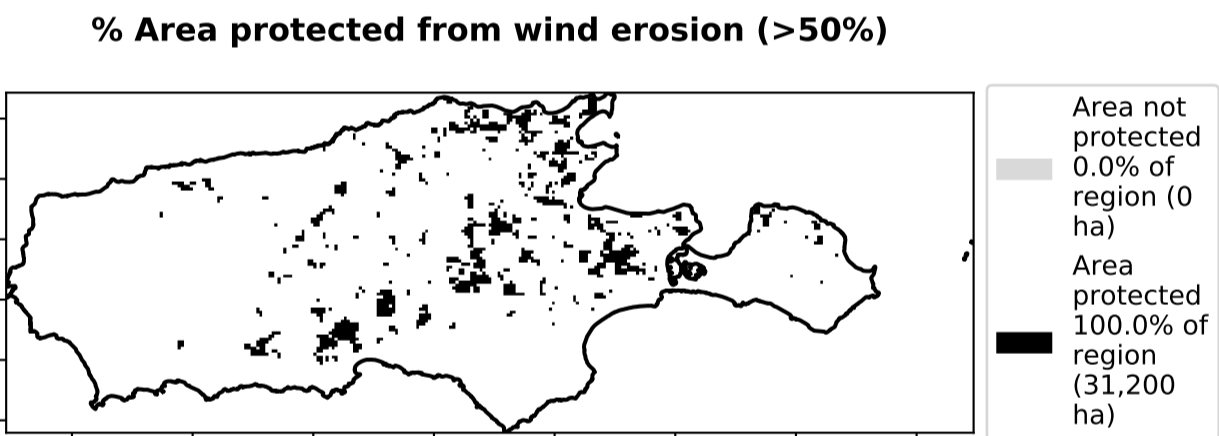 % Area protected from wind erosion (>50%)
Area not
protected
0.0% of
region (0
ha)
Area
protected
100.0% of
region
(31,200
ha)